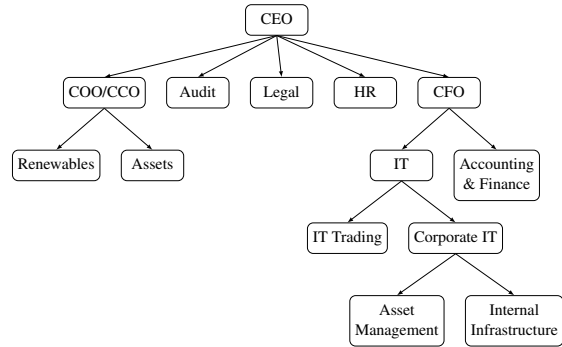 CEO
COO/CCO
Audit
Legal
HR
CFO
Renewables
Assets
IT
Accounting
& Finance
IT Trading
Corporate IT
Asset
Management
Internal
Infrastructure